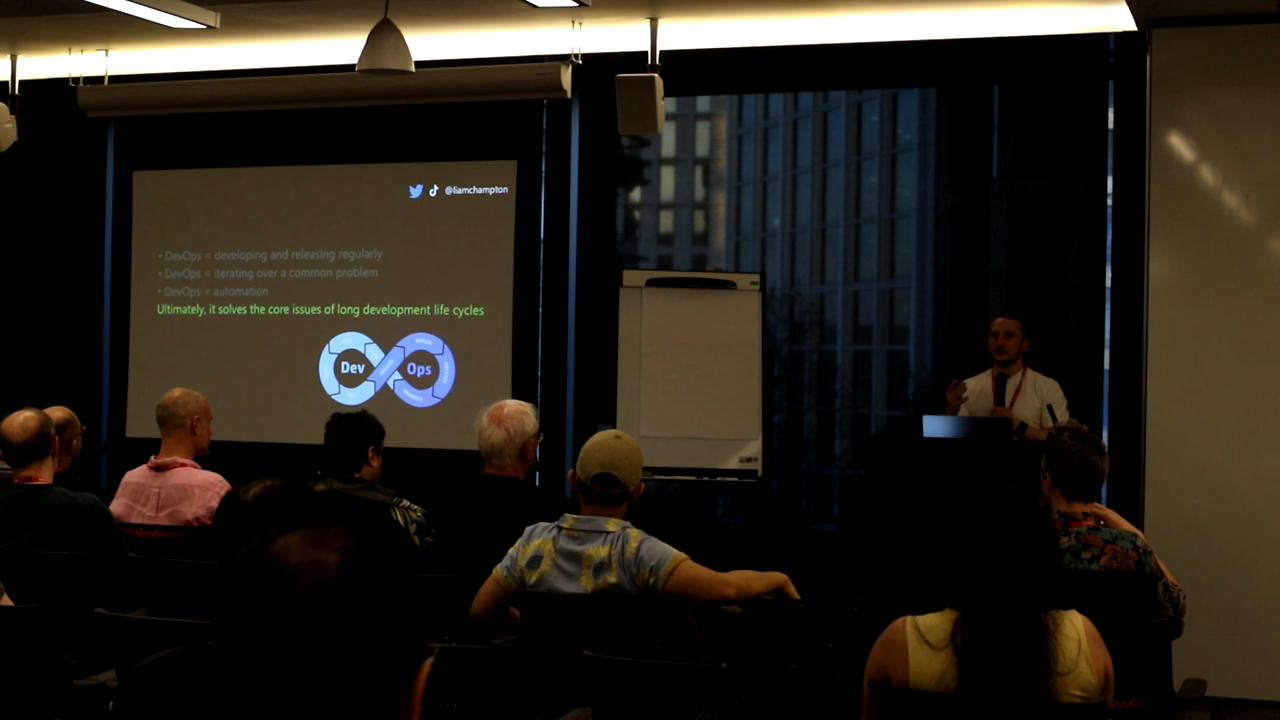 @liamchampton
• DevOps = developing and releasing regularly
• DevOps = iterating over a common problem
• DevOps = automation
Ultimately, it solves the core issues of long development life cycles
Dev Ops